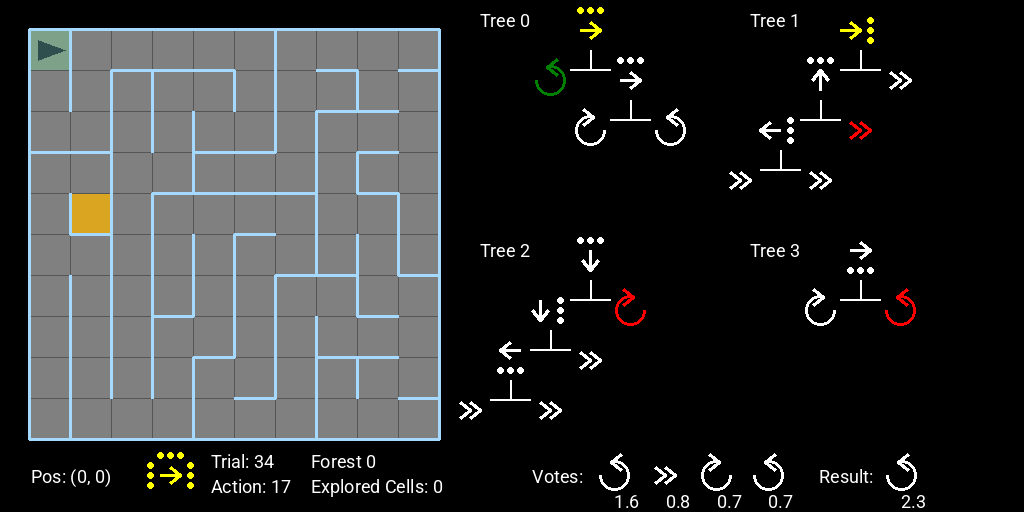 Tree 0
Tree 1
Tree 2
Tree 3
Pos: (0, 0)
Trial: 34
Forest 0
Action: 17
Explored Cells: 0
Votes:
1.6
0.8
0.7
0.7
Result:
2.3